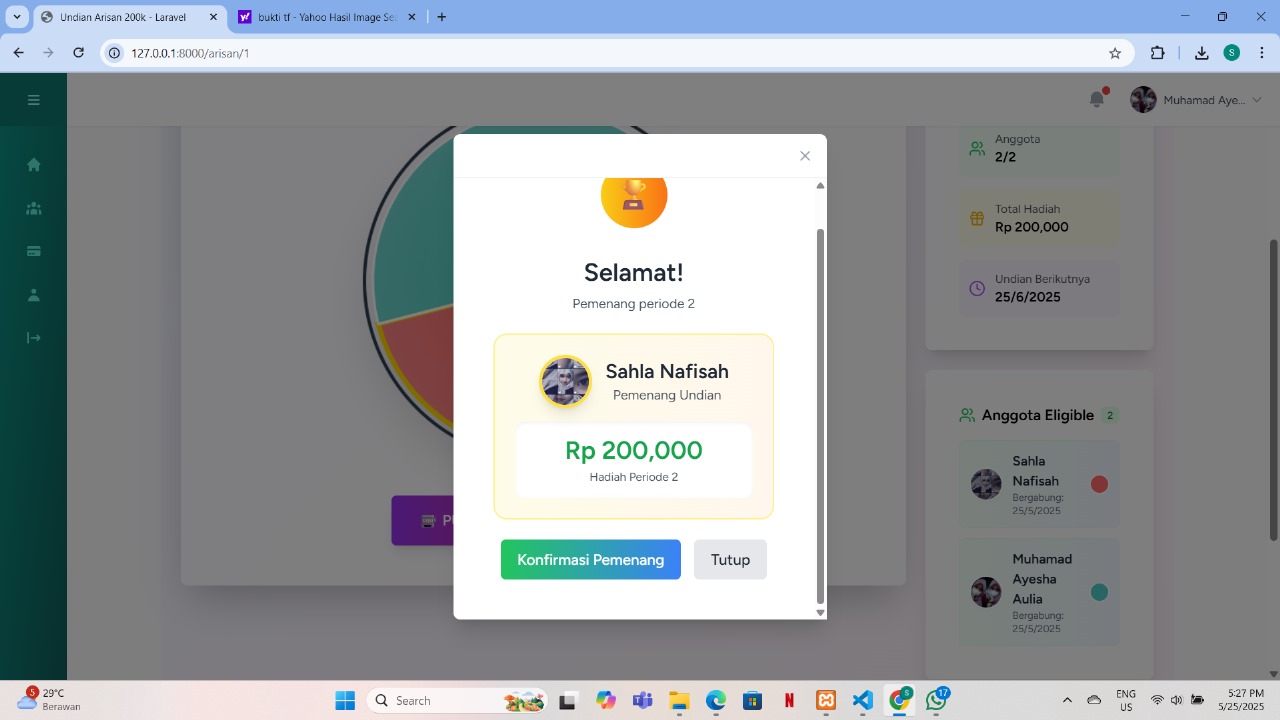 Undian Arisan 200k - Laravel
bukti tf - Yahoo Hasil Image Se
127.0.0.1:8000/arisan/1
S
Muhamad Aye...
Anggota
2/2
Total Hadiah
Rp 200,000
Undian Berikutnya
25/6/2025
Selamat!
Pemenang periode 2
Sahla Nafisah
Pemenang Undian
Rp 200,000
Hadiah Periode 2
Konfirmasi Pemenang
Tutup
Anggota Eligible 2
Sahla
Nafisah
Bergabung:
25/5/2025
Muhamad
Ayesha
Aulia
Bergabung:
25/5/2025
5
29°C
Berawan
Search
S
17
ENG
US
5:27 PM
5/25/2025